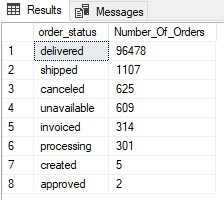 Results Messages
order_status Number_Of_Orders
1 delivered 96478
2 shipped 1107
3 canceled 625
4 unavailable 609
5 invoiced 314
6 processing 301
7 created 5
8 approved 2